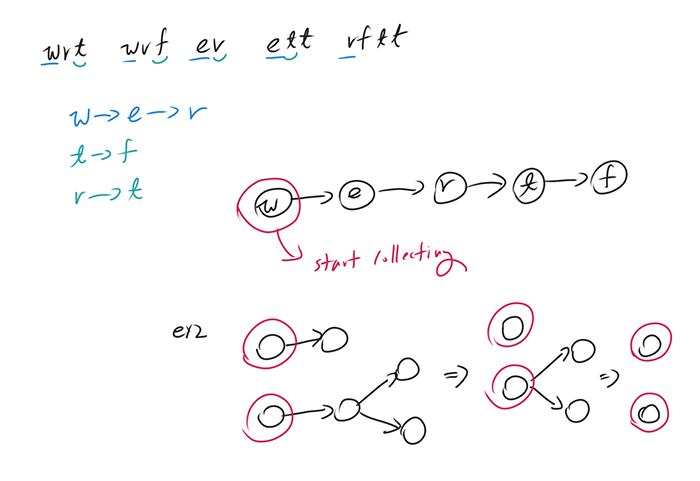 wrt wrf er ett rftt
w→e→r
t→f
r→t
w → e → r → t → f
start collecting
ex2